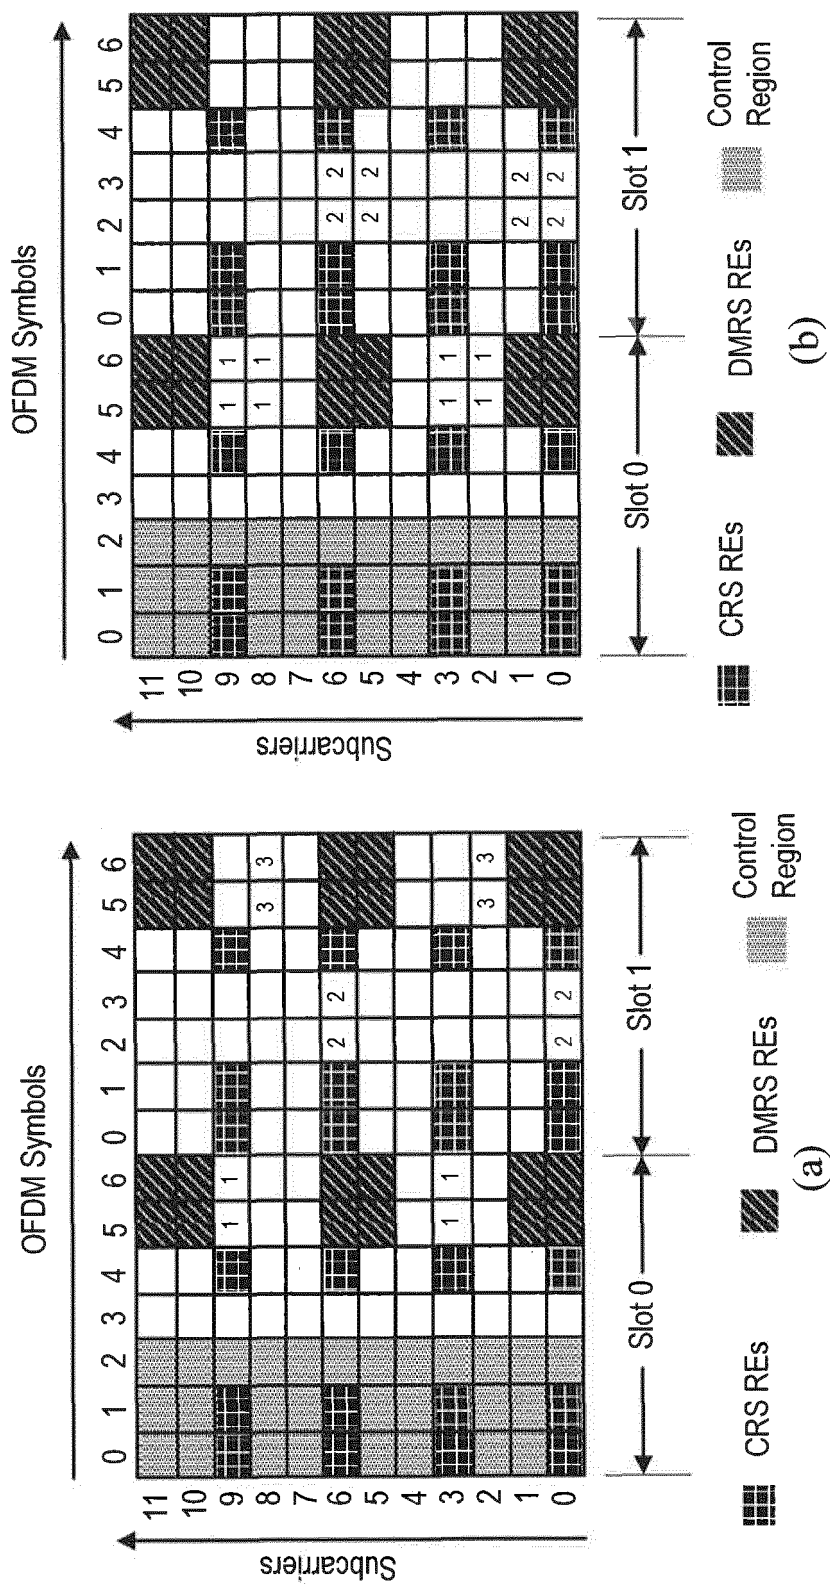 OFDM Symbols
0 1 2 3 4 5 6 0 1 2 3 4 5 6
Subcarriers
11
10
9 1 1
8 3 3
7
6 2 2
5
4
3 1 1
2 3 3
1
0 2 2
Slot 0 Slot 1
CRS REs DMRS REs Control
Region
(a)
OFDM Symbols
0 1 2 3 4 5 6 0 1 2 3 4 5 6
Subcarriers
11
10
9 1 1
8 1 1
7
6 2 2
5 2 2
4
3 1 1
2 1 1
1 2 2
0 2 2
Slot 0 Slot 1
CRS REs DMRS REs Control
Region
(b)